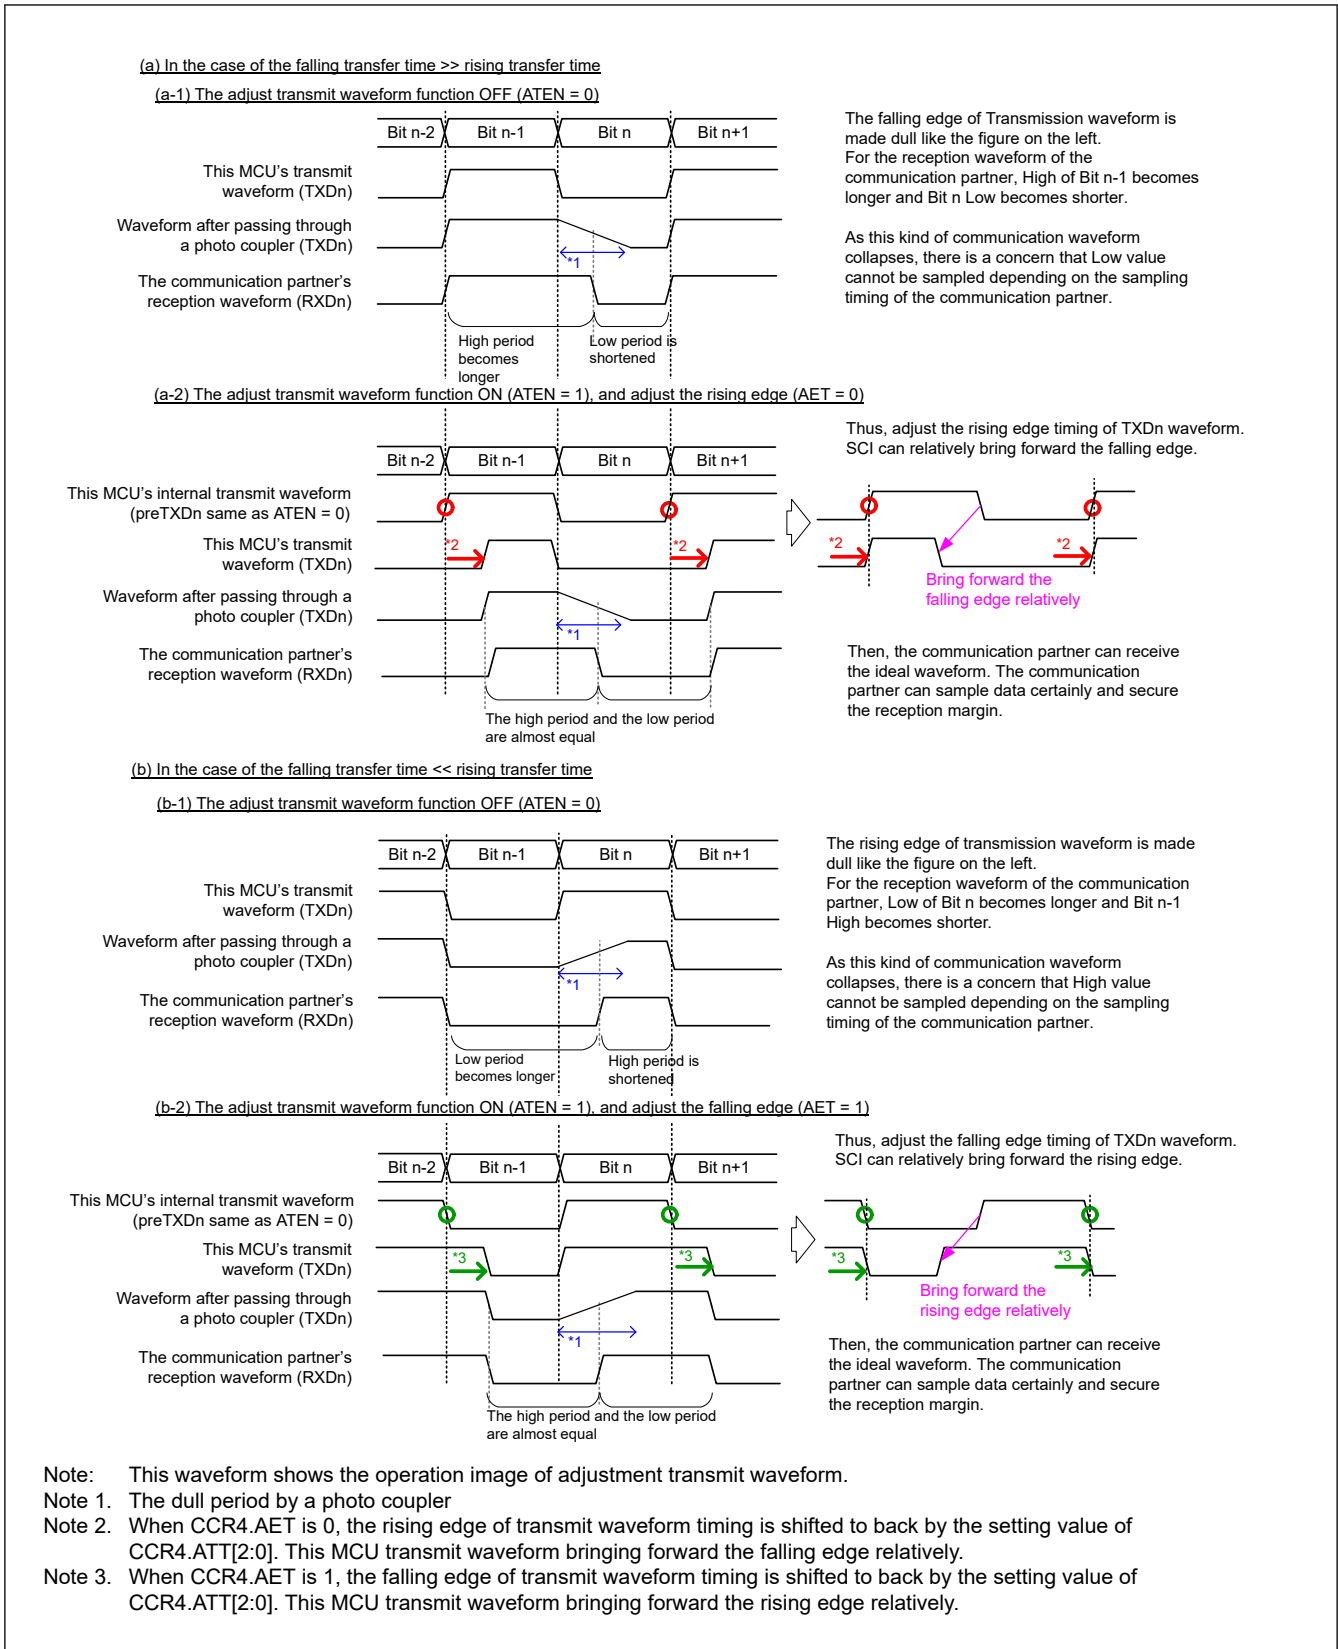 (a) In the case of the falling transfer time >> rising transfer time
(a-1) The adjust transmit waveform function OFF (ATEN = 0)
Bit n-2
Bit n-1
Bit n
Bit n+1
This MCU's transmit
waveform (TXDn)
Waveform after passing through
a photo coupler (TXDn)
*1
The communication partner's
reception waveform (RXDn)
High period
becomes
longer
Low period is
shortened
The falling edge of Transmission waveform is
made dull like the figure on the left.
For the reception waveform of the
communication partner, High of Bit n-1 becomes
longer and Bit n Low becomes shorter.
As this kind of communication waveform
collapses, there is a concern that Low value
cannot be sampled depending on the sampling
timing of the communication partner.
(a-2) The adjust transmit waveform function ON (ATEN = 1), and adjust the rising edge (AET = 0)
Bit n-2
Bit n-1
Bit n
Bit n+1
This MCU's internal transmit waveform
(preTXDn same as ATEN = 0)
This MCU's transmit
waveform (TXDn)
*2
*2
Waveform after passing through a
photo coupler (TXDn)
*1
The communication partner's
reception waveform (RXDn)
The high period and the low period
are almost equal
Thus, adjust the rising edge timing of TXDn waveform.
SCI can relatively bring forward the falling edge.
*2
*2
Bring forward the
falling edge relatively
Then, the communication partner can receive
the ideal waveform. The communication
partner can sample data certainly and secure
the reception margin.
(b) In the case of the falling transfer time << rising transfer time
(b-1) The adjust transmit waveform function OFF (ATEN = 0)
Bit n-2
Bit n-1
Bit n
Bit n+1
This MCU's transmit
waveform (TXDn)
Waveform after passing through a
photo coupler (TXDn)
*1
The communication partner's
reception waveform (RXDn)
Low period
becomes longer
High period is
shortened
The rising edge of transmission waveform is made
dull like the figure on the left.
For the reception waveform of the communication
partner, Low of Bit n becomes longer and Bit n-1
High becomes shorter.
As this kind of communication waveform
collapses, there is a concern that High value
cannot be sampled depending on the sampling
timing of the communication partner.
(b-2) The adjust transmit waveform function ON (ATEN = 1), and adjust the falling edge (AET = 1)
Bit n-2
Bit n-1
Bit n
Bit n+1
This MCU's internal transmit waveform
(preTXDn same as ATEN = 0)
This MCU's transmit
waveform (TXDn)
*3
*3
Waveform after passing through
a photo coupler (TXDn)
*1
The communication partner's
reception waveform (RXDn)
The high period and the low period
are almost equal
Thus, adjust the falling edge timing of TXDn waveform.
SCI can relatively bring forward the rising edge.
*3
*3
Bring forward the
rising edge relatively
Then, the communication partner can receive
the ideal waveform. The communication
partner can sample data certainly and secure
the reception margin.
Note: This waveform shows the operation image of adjustment transmit waveform.
Note 1. The dull period by a photo coupler
Note 2. When CCR4.AET is 0, the rising edge of transmit waveform timing is shifted to back by the setting value of
CCR4.ATT[2:0]. This MCU transmit waveform bringing forward the falling edge relatively.
Note 3. When CCR4.AET is 1, the falling edge of transmit waveform timing is shifted to back by the setting value of
CCR4.ATT[2:0]. This MCU transmit waveform bringing forward the rising edge relatively.